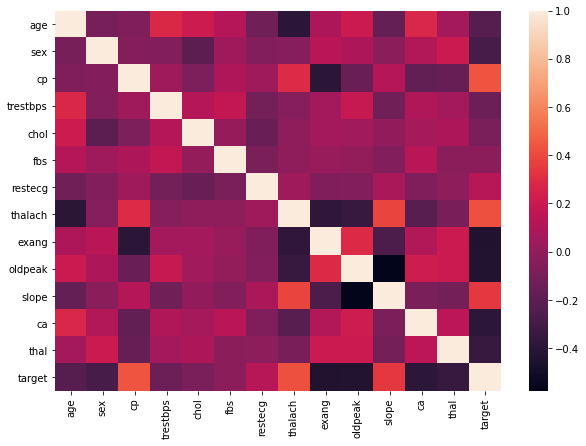 age
sex
cp
trestbps
chol
fbs
restecg
thalach
exang
oldpeak
slope
ca
thal
target
age
sex
cp
trestbps
chol
fbs
restecg
thalach
exang
oldpeak
slope
ca
thal
target
1.0
0.8
0.6
0.4
0.2
0.0
−0.2
−0.4